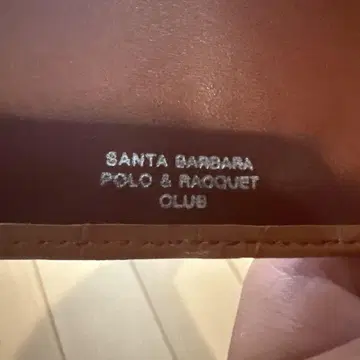 SANTA BARBARA
POLO & RACQUET
CLUB